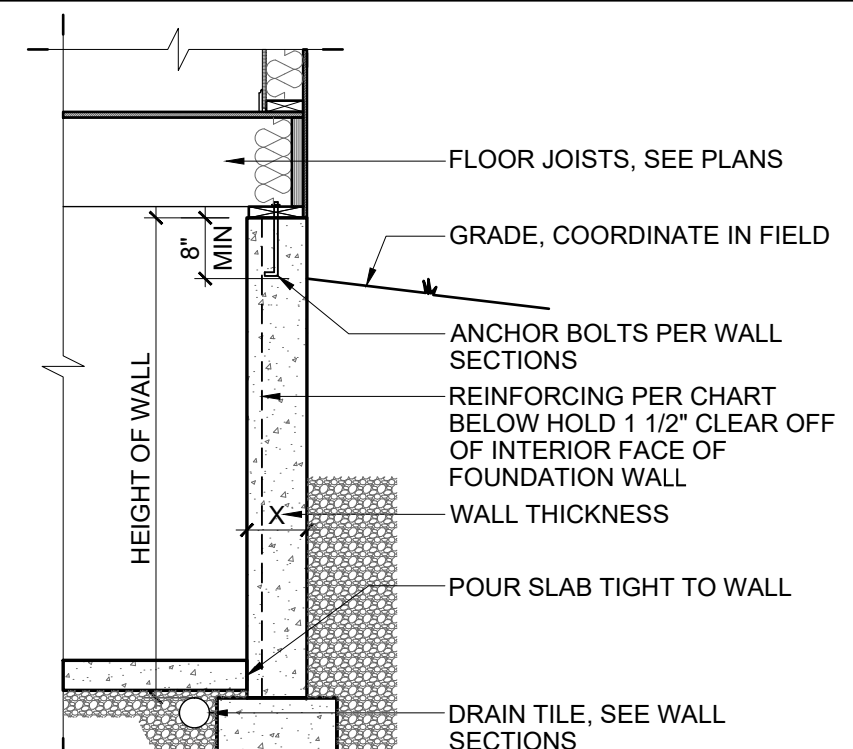 FLOOR JOISTS, SEE PLANS
8"
MIN
GRADE, COORDINATE IN FIELD
ANCHOR BOLTS PER WALL
SECTIONS
HEIGHT OF WALL
REINFORCING PER CHART
BELOW HOLD 1 1/2" CLEAR OFF
OF INTERIOR FACE OF
FOUNDATION WALL
X
WALL THICKNESS
POUR SLAB TIGHT TO WALL
DRAIN TILE, SEE WALL
SECTIONS